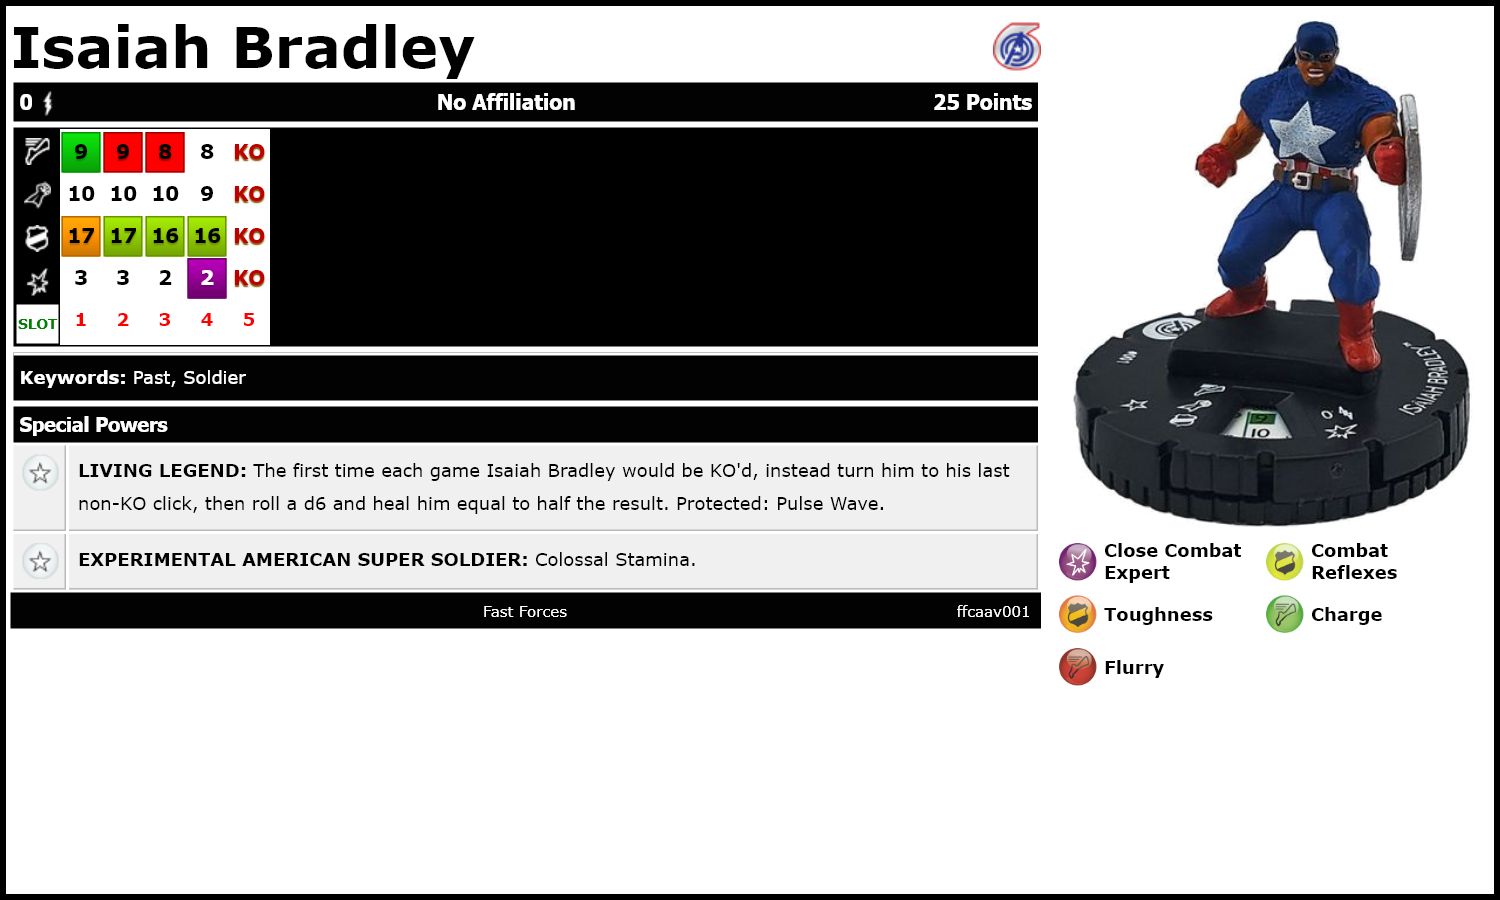 Isaiah Bradley
0 No Affiliation 25 Points
9 9 8 8 KO
10 10 10 9 KO
17 17 16 16 KO
3 3 2 2 KO
SLOT 1 2 3 4 5
Keywords: Past, Soldier
Special Powers
LIVING LEGEND: The first time each game Isaiah Bradley would be KO'd, instead turn him to his last
non-KO click, then roll a d6 and heal him equal to half the result. Protected: Pulse Wave.
EXPERIMENTAL AMERICAN SUPER SOLDIER: Colossal Stamina.
Fast Forces ffcaav001
001
ISAIAH BRADLEY
0
9
10
Close Combat
Expert
Combat
Reflexes
Toughness
Charge
Flurry